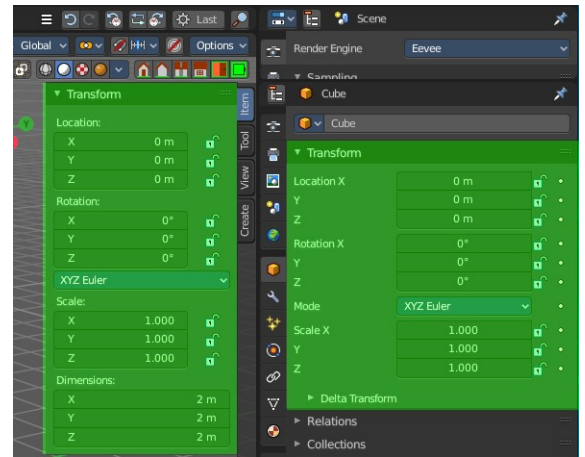 Last
Global
Options
Transform
Location:
X 0 m
Y 0 m
Z 0 m
Rotation:
X 0°
Y 0°
Z 0°
XYZ Euler
Scale:
X 1.000
Y 1.000
Z 1.000
Dimensions:
X 2 m
Y 2 m
Z 2 m
Item
Tool
View
Create
Y
Scene
Render Engine Eevee
Sampling
Cube
Cube
Transform
Location X 0 m
Y 0 m
Z 0 m
Rotation X 0°
Y 0°
Z 0°
Mode XYZ Euler
Scale X 1.000
Y 1.000
Z 1.000
Delta Transform
Relations
Collections